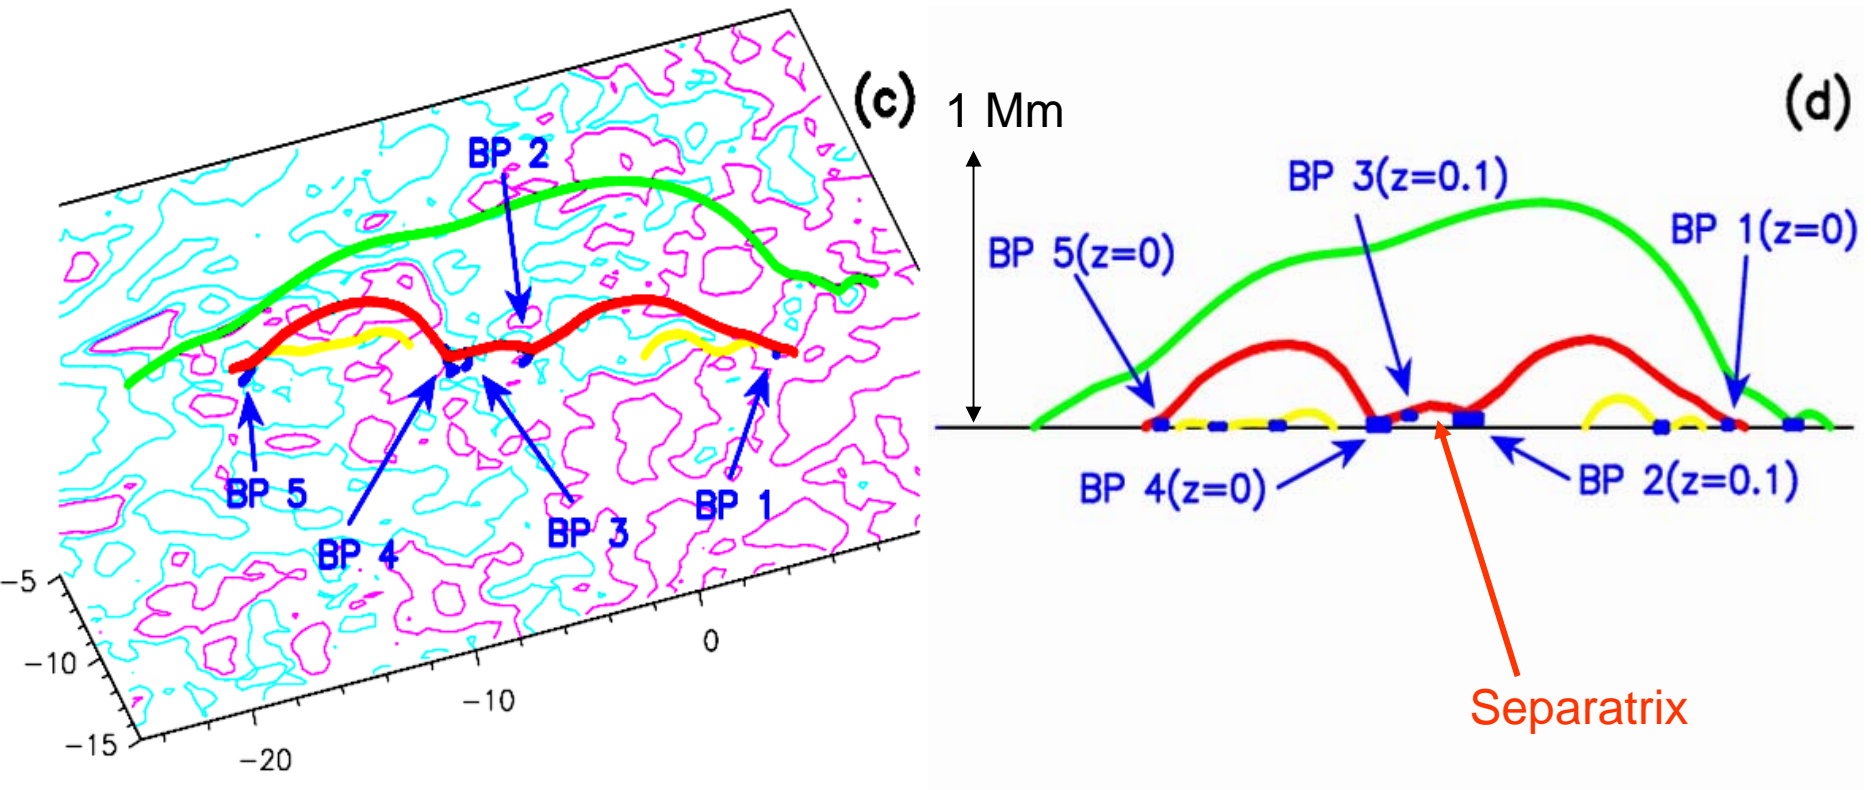 (c)
BP 2
BP 5
BP 4
BP 3
BP 1
-5
-10
-15
-20
-10
0
1 Mm
(d)
BP 3(z=0.1)
BP 5(z=0)
BP 1(z=0)
BP 4(z=0)
BP 2(z=0.1)
Separatrix